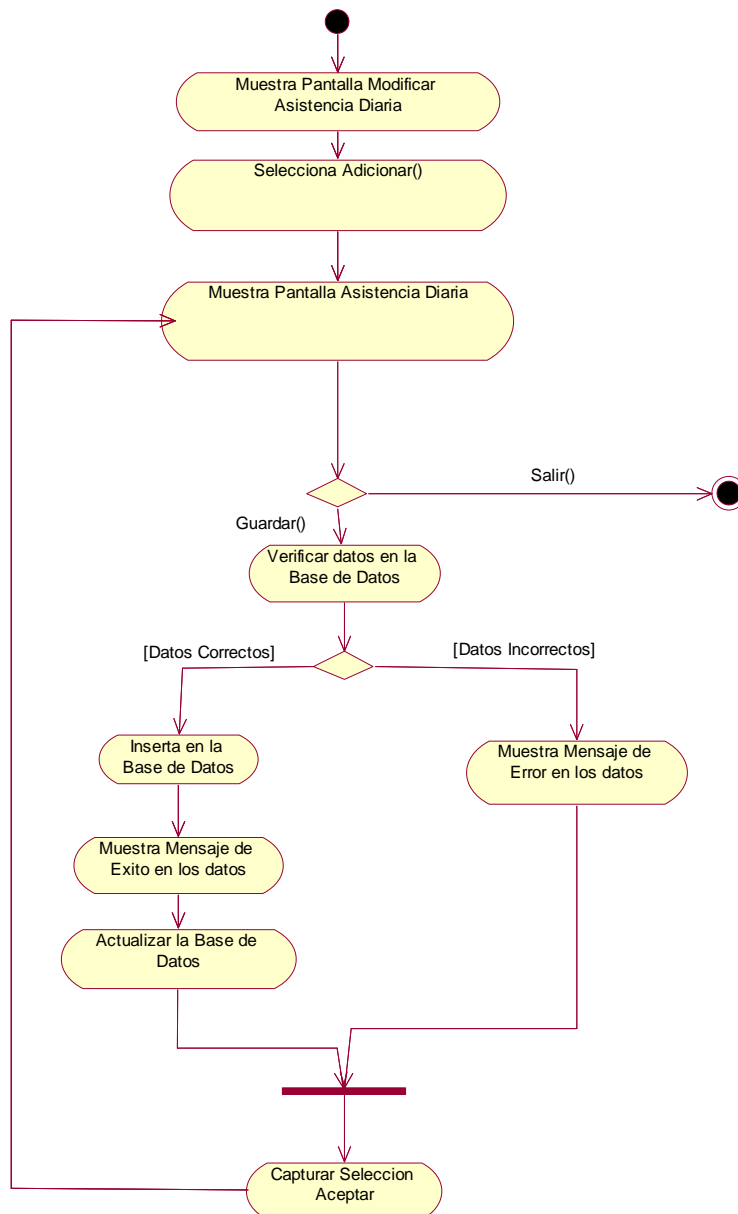 Muestra Pantalla Modificar
Asistencia Diaria
Selecciona Adicionar()
Muestra Pantalla Asistencia Diaria
Salir()
Guardar()
Verificar datos en la
Base de Datos
[Datos Correctos]
[Datos Incorrectos]
Inserta en la
Base de Datos
Muestra Mensaje de
Error en los datos
Muestra Mensaje de
Exito en los datos
Actualizar la Base de
Datos
Capturar Seleccion
Aceptar